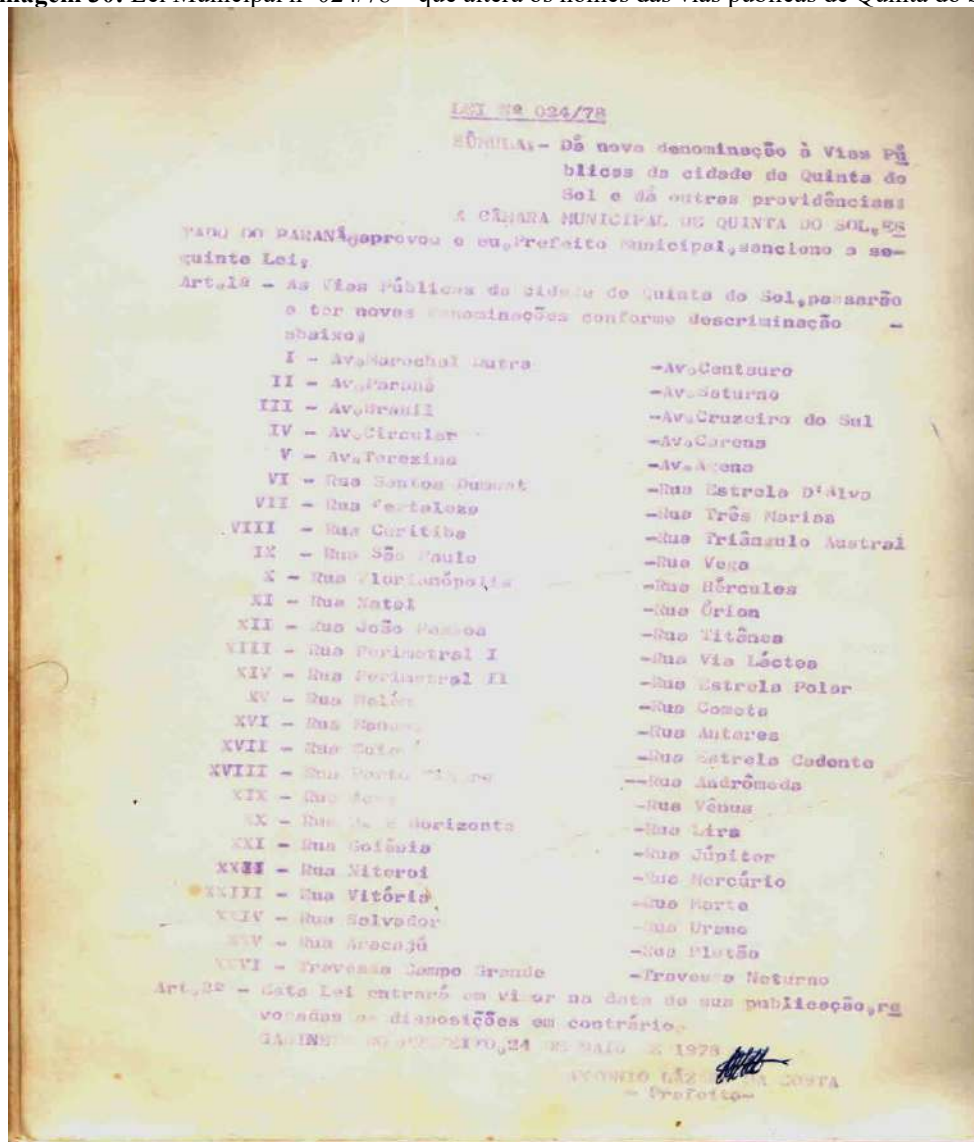 Imagem 30: Lei Municipal nº 024/78 – que altera os nomes das vias públicas de Quinta do S
LEI Nº 024/78
SÚMULA:- Dá nova denominação à Vias Pú
blicas da cidade de Quinta do
Sol e dá outras providências:
A CÂMARA MUNICIPAL DE QUINTA DO SOL, ES
TADO DO PARANÁ, aprovou e eu, Prefeito Municipal, sanciono a se-
guinte Lei,
Art.1º - As Vias Públicas da cidade de Quinta do Sol, passarão
a ter novas denominações conforme descriminação -
abaixo;
I - Av. Marechal Dutra -Av. Centauro
II - Av. Paraná -Av. Saturno
III - Av. Brasil -Av. Cruzeiro do Sul
IV - Av. Circular -Av. Carena
V - Av. Terezina -Av.
VI - Rua Santos Dumont -Rua Estrela D'Alva
VII - Rua Fortaleza -Rua Três Marias
VIII - Rua Curitiba -Rua Triângulo Austral
IX - Rua São Paulo -Rua Vega
X - Rua Florianópolis -Rua Hércules
XI - Rua Natal -Rua Órion
XII - Rua João Pessoa -Rua Titânea
XIII - Rua Perimetral I -Rua Via Láctea
XIV - Rua Perimetral II -Rua Estrela Polar
XV - Rua Belém -Rua Cometa
XVI - Rua Manaus -Rua Antares
XVII - Rua -Rua Estrela Cadente
XVIII - Rua Porto --Rua Andrômeda
XIX - Rua -Rua Vênus
XX - Rua Horizonte -Rua Lira
XXI - Rua Goiânia -Rua Júpiter
XXII - Rua Niteroi -Rua Mercúrio
XXIII - Rua Vitória -Rua Marte
XXIV - Rua Salvador -Rua Urano
XXV - Rua Aracajú -Rua Plutão
XXVI - Travessa Campo Grande -Travessa Neturno
Art.2º - Esta Lei entrará em vigor na data de sua publicação, re
vogadas as disposições em contrário.
GABINETE DO PREFEITO, 24 DE MAIO DE 1978
DA COSTA
- Prefeito-